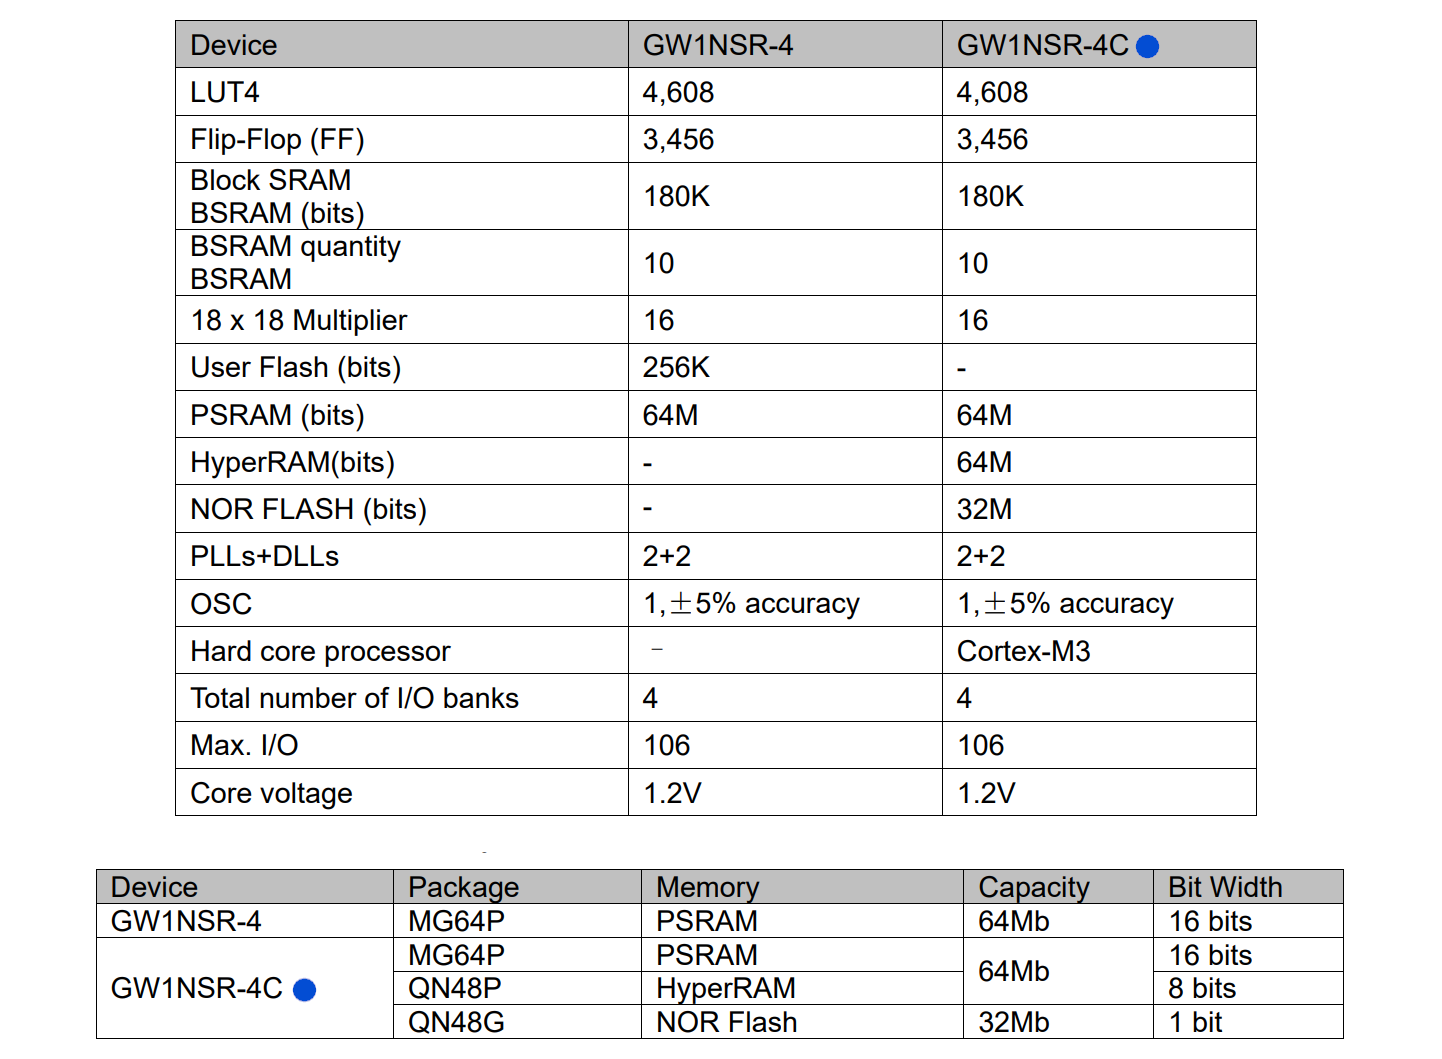 Device GW1NSR-4 GW1NSR-4C
LUT4 4,608 4,608
Flip-Flop (FF) 3,456 3,456
Block SRAM
BSRAM (bits) 180K 180K
BSRAM quantity
BSRAM 10 10
18 x 18 Multiplier 16 16
User Flash (bits) 256K -
PSRAM (bits) 64M 64M
HyperRAM(bits) - 64M
NOR FLASH (bits) - 32M
PLLs+DLLs 2+2 2+2
OSC 1,±5% accuracy 1,±5% accuracy
Hard core processor – Cortex-M3
Total number of I/O banks 4 4
Max. I/O 106 106
Core voltage 1.2V 1.2V
Device Package Memory Capacity Bit Width
GW1NSR-4 MG64P PSRAM 64Mb 16 bits
GW1NSR-4C MG64P PSRAM 64Mb 16 bits
QN48P HyperRAM 8 bits
QN48G NOR Flash 32Mb 1 bit